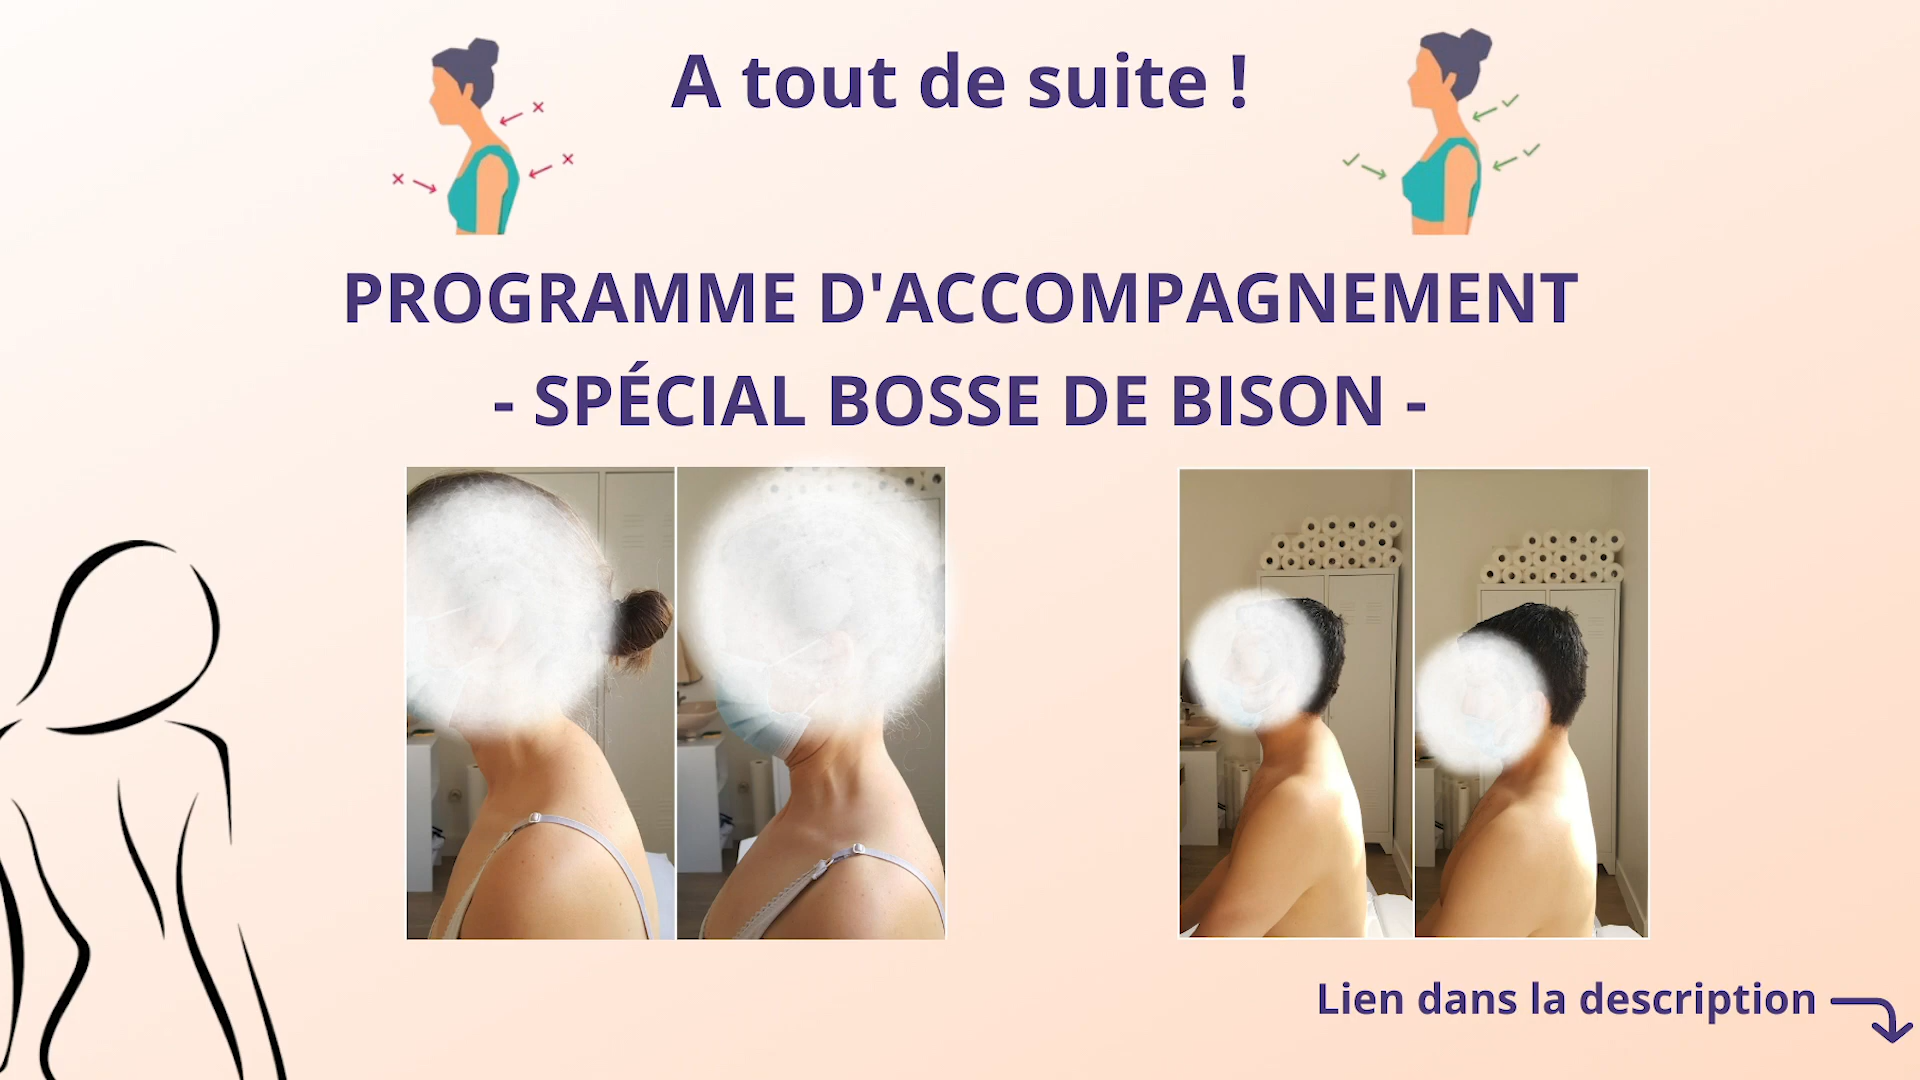 A tout de suite !
PROGRAMME D'ACCOMPAGNEMENT
- SPÉCIAL BOSSE DE BISON -
Lien dans la description